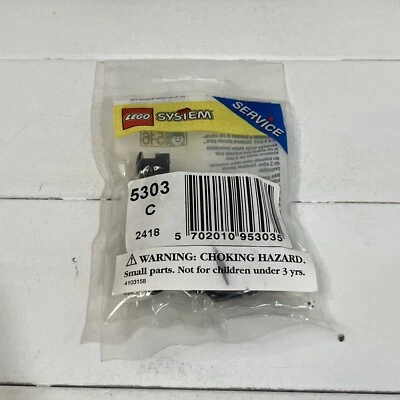 LEGO SYSTEM
SERVICE
5303
C
2418
5 702010 953035
WARNING: CHOKING HAZARD.
Small parts. Not for children under 3 yrs.
4103158